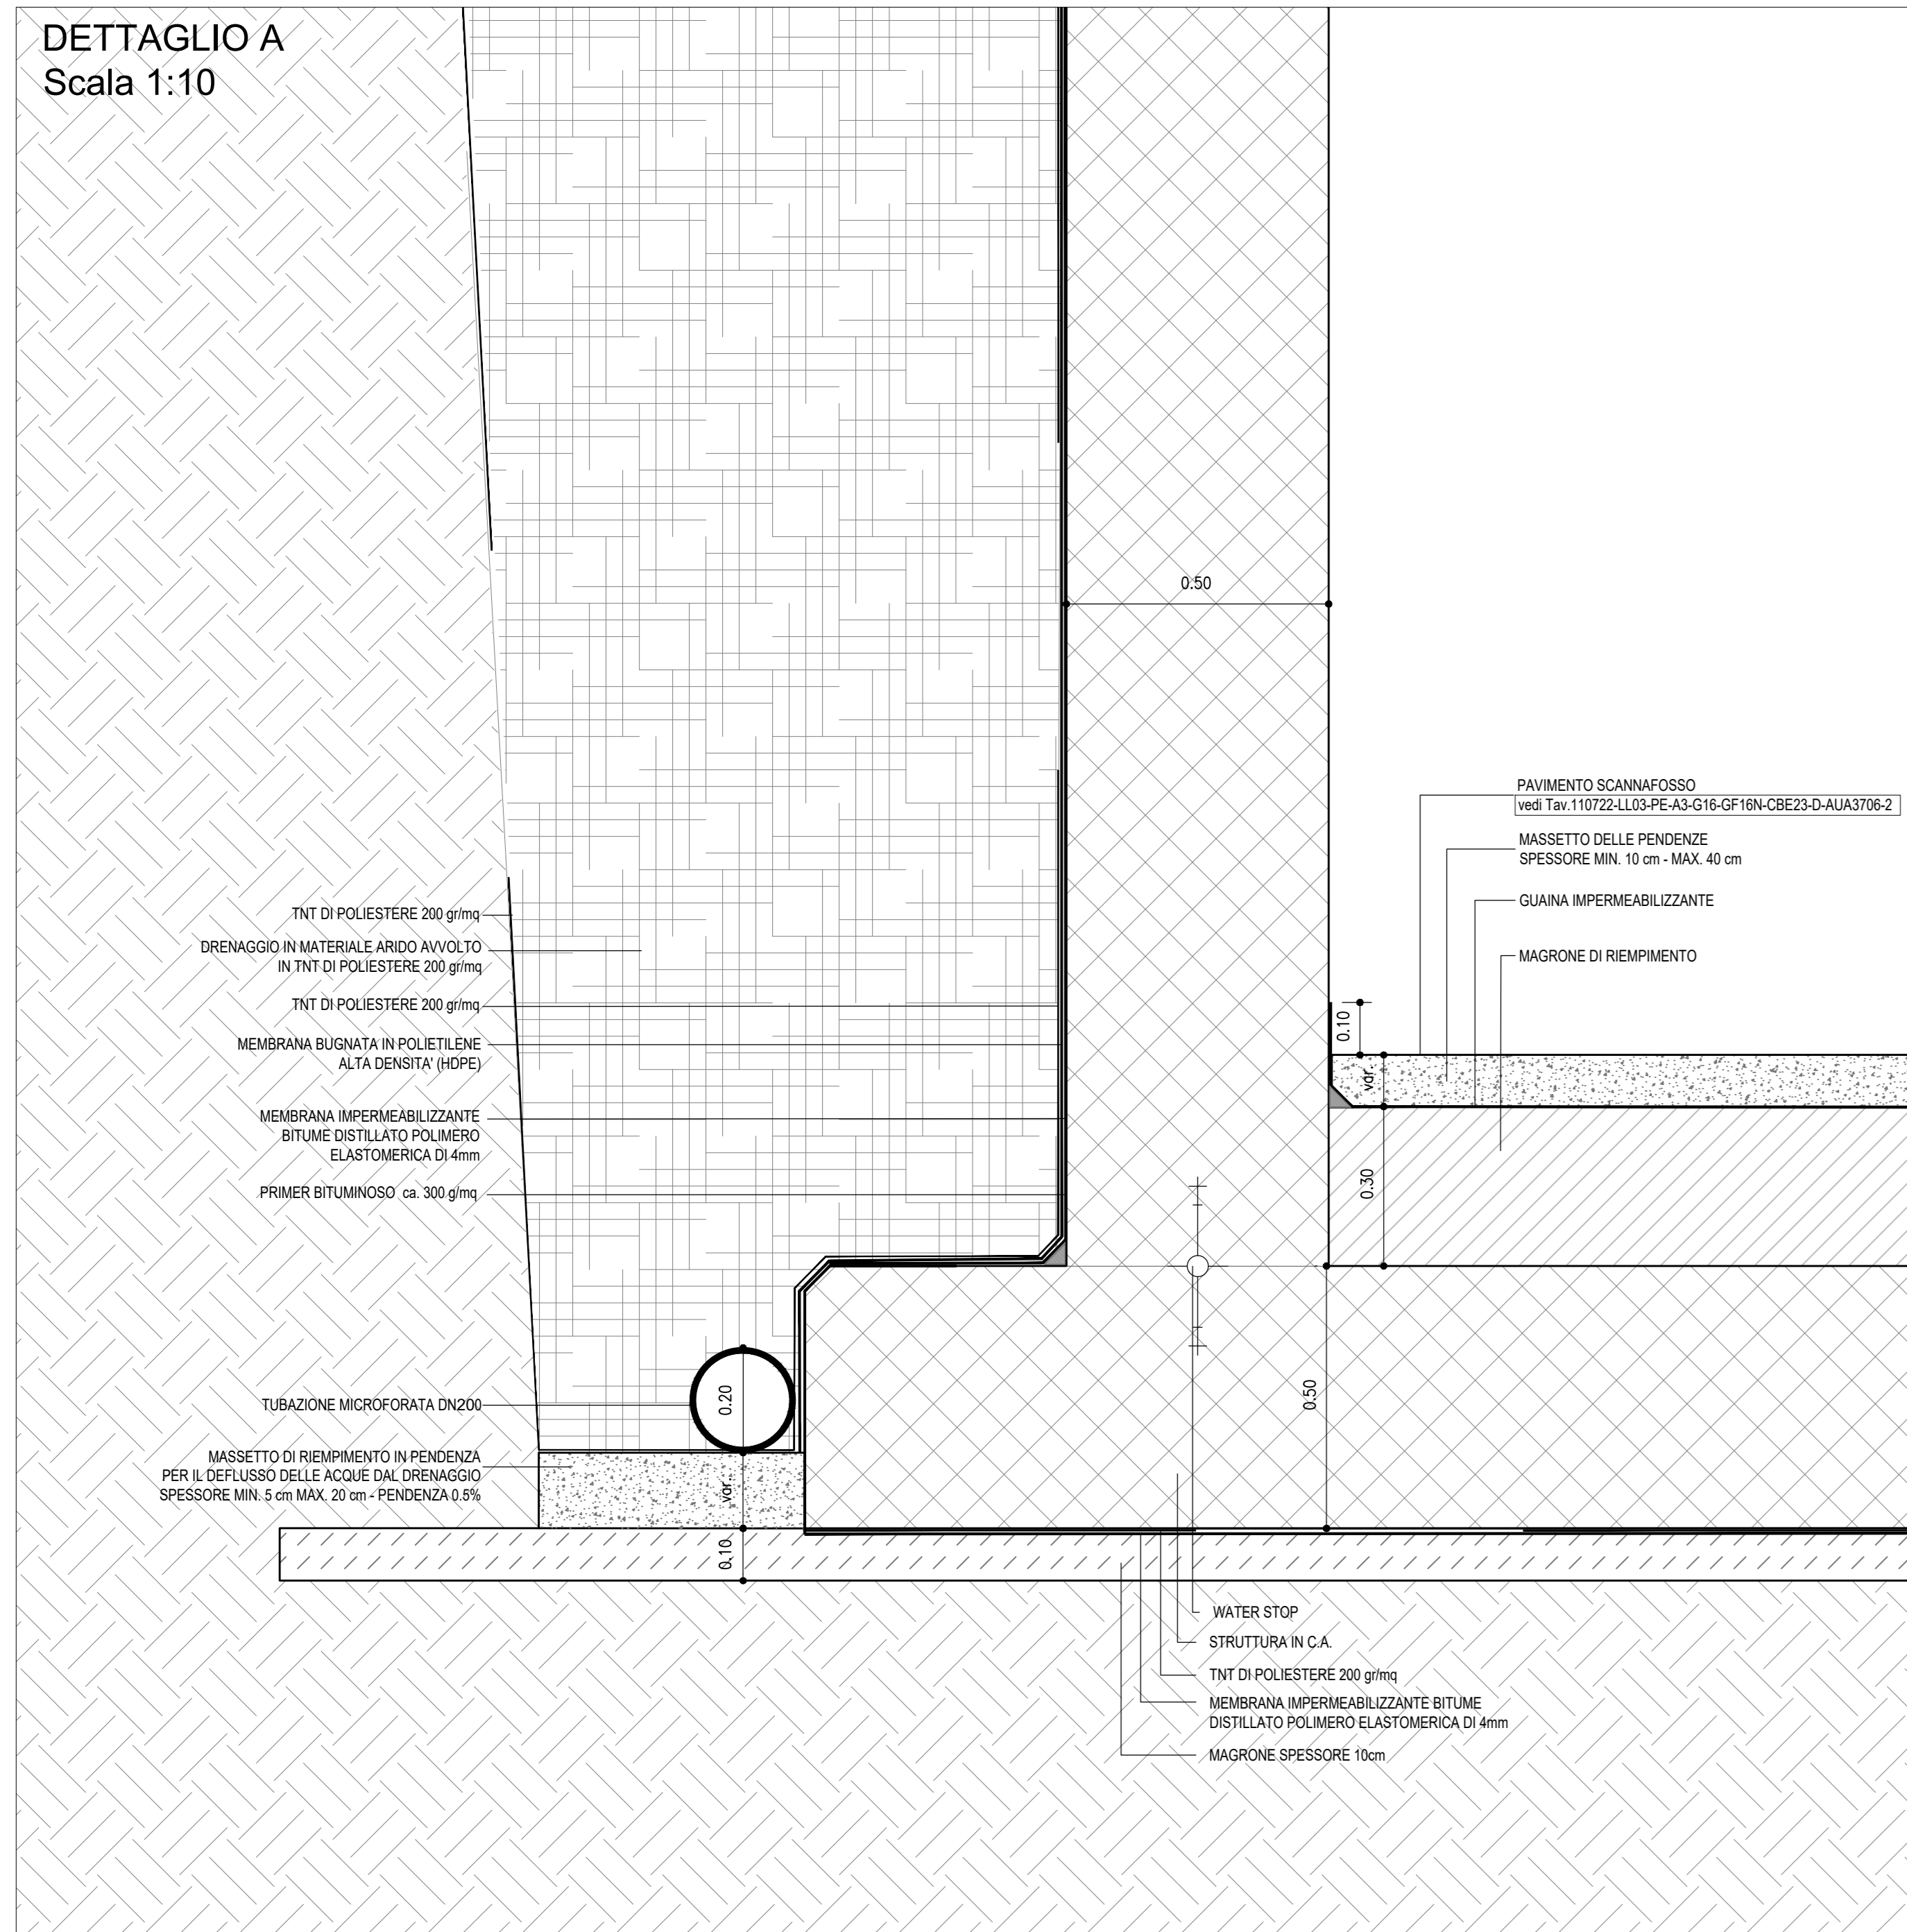 DETTAGLIO A
Scala 1:10
0.50
PAVIMENTO SCANNAFOSSO
vedi Tav.110722-LL03-PE-A3-G16-GF16N-CBE23-D-AUA3706-2
MASSETTO DELLE PENDENZE
SPESSORE MIN. 10 cm - MAX. 40 cm
GUAINA IMPERMEABILIZZANTE
MAGRONE DI RIEMPIMENTO
0.10
var.
0.30
TNT DI POLIESTERE 200 gr/mq
DRENAGGIO IN MATERIALE ARIDO AVVOLTO
IN TNT DI POLIESTERE 200 gr/mq
TNT DI POLIESTERE 200 gr/mq
MEMBRANA BUGNATA IN POLIETILENE
ALTA DENSITA' (HDPE)
MEMBRANA IMPERMEABILIZZANTE
BITUME DISTILLATO POLIMERO
ELASTOMERICA DI 4mm
PRIMER BITUMINOSO ca. 300 g/mq
TUBAZIONE MICROFORATA DN200
0.20
0.50
MASSETTO DI RIEMPIMENTO IN PENDENZA
PER IL DEFLUSSO DELLE ACQUE DAL DRENAGGIO
SPESSORE MIN. 5 cm MAX. 20 cm - PENDENZA 0.5%
var.
0.10
WATER STOP
STRUTTURA IN C.A.
TNT DI POLIESTERE 200 gr/mq
MEMBRANA IMPERMEABILIZZANTE BITUME
DISTILLATO POLIMERO ELASTOMERICA DI 4mm
MAGRONE SPESSORE 10cm